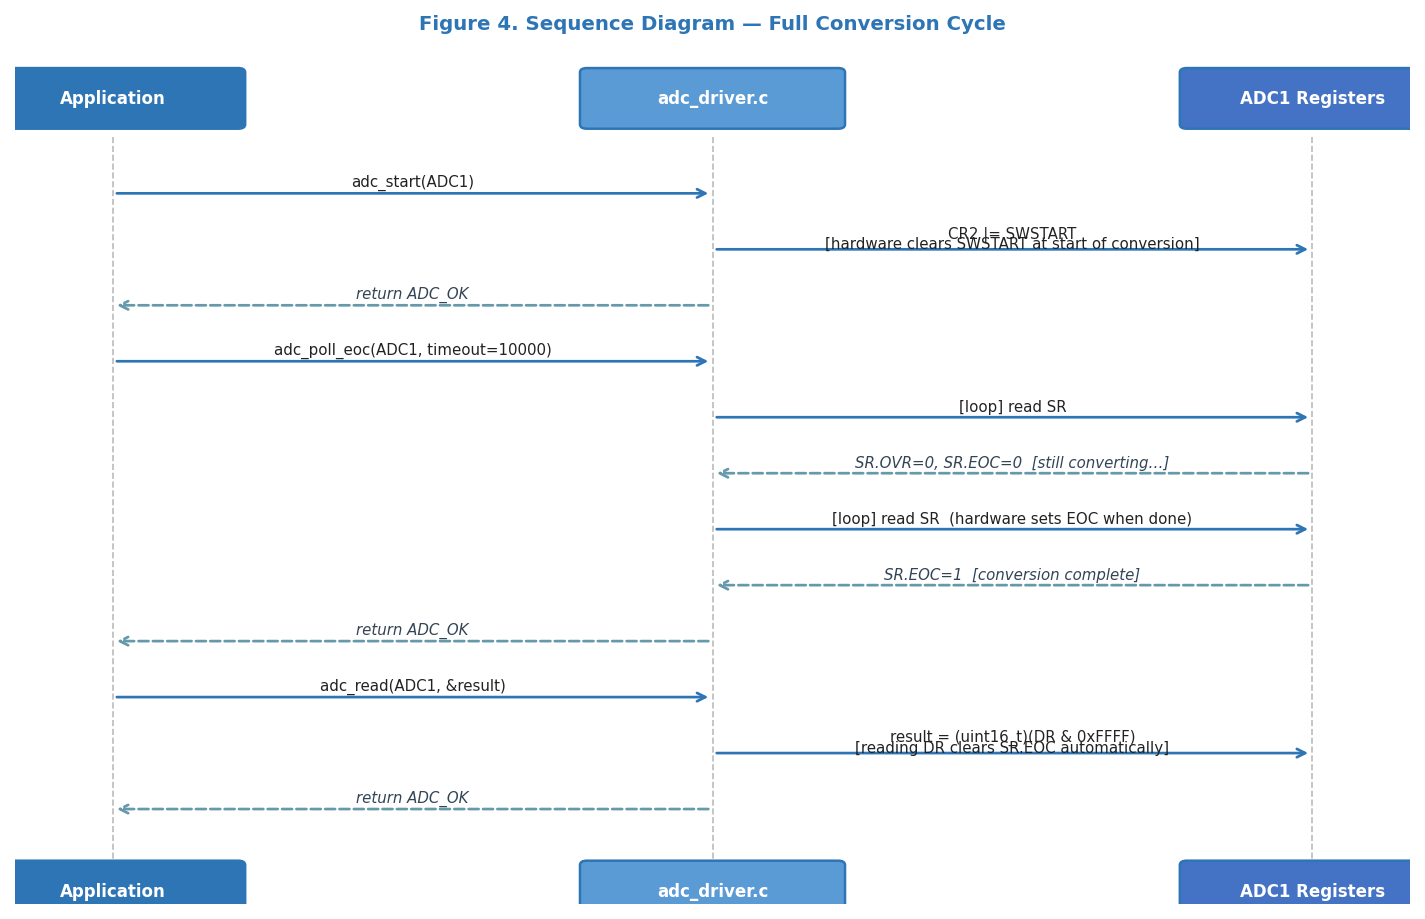 Figure 4. Sequence Diagram — Full Conversion Cycle
Application
adc_driver.c
ADC1 Registers
adc_start(ADC1)
CR2 |= SWSTART
[hardware clears SWSTART at start of conversion]
return ADC_OK
adc_poll_eoc(ADC1, timeout=10000)
[loop] read SR
SR.OVR=0, SR.EOC=0  [still converting…]
[loop] read SR  (hardware sets EOC when done)
SR.EOC=1  [conversion complete]
return ADC_OK
adc_read(ADC1, &result)
result = (uint16_t)(DR & 0xFFFF)
[reading DR clears SR.EOC automatically]
return ADC_OK
Application
adc_driver.c
ADC1 Registers